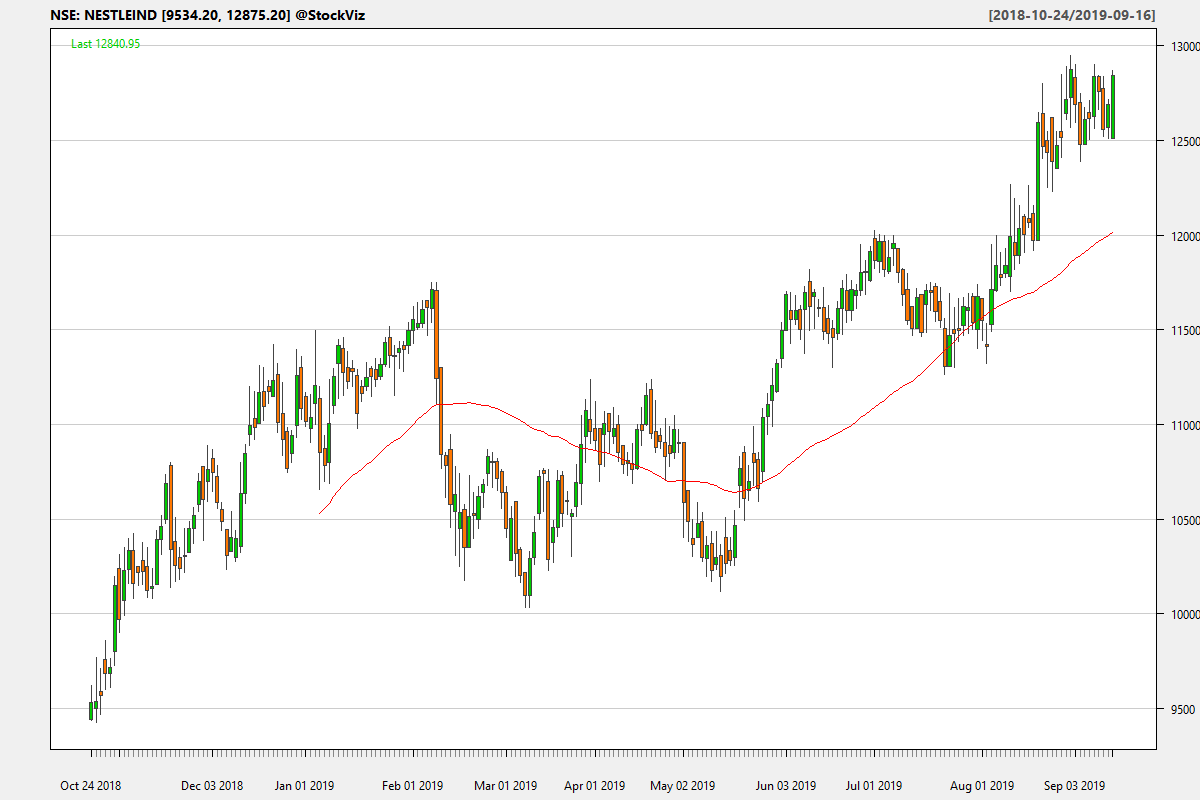 NSE: NESTLEIND [9534.20, 12875.20] @StockViz
[2018-10-24/2019-09-16]
Last 12840.95
13000
12500
12000
11500
11000
10500
10000
9500
Oct 24 2018
Dec 03 2018
Jan 01 2019
Feb 01 2019
Mar 01 2019
Apr 01 2019
May 02 2019
Jun 03 2019
Jul 01 2019
Aug 01 2019
Sep 03 2019